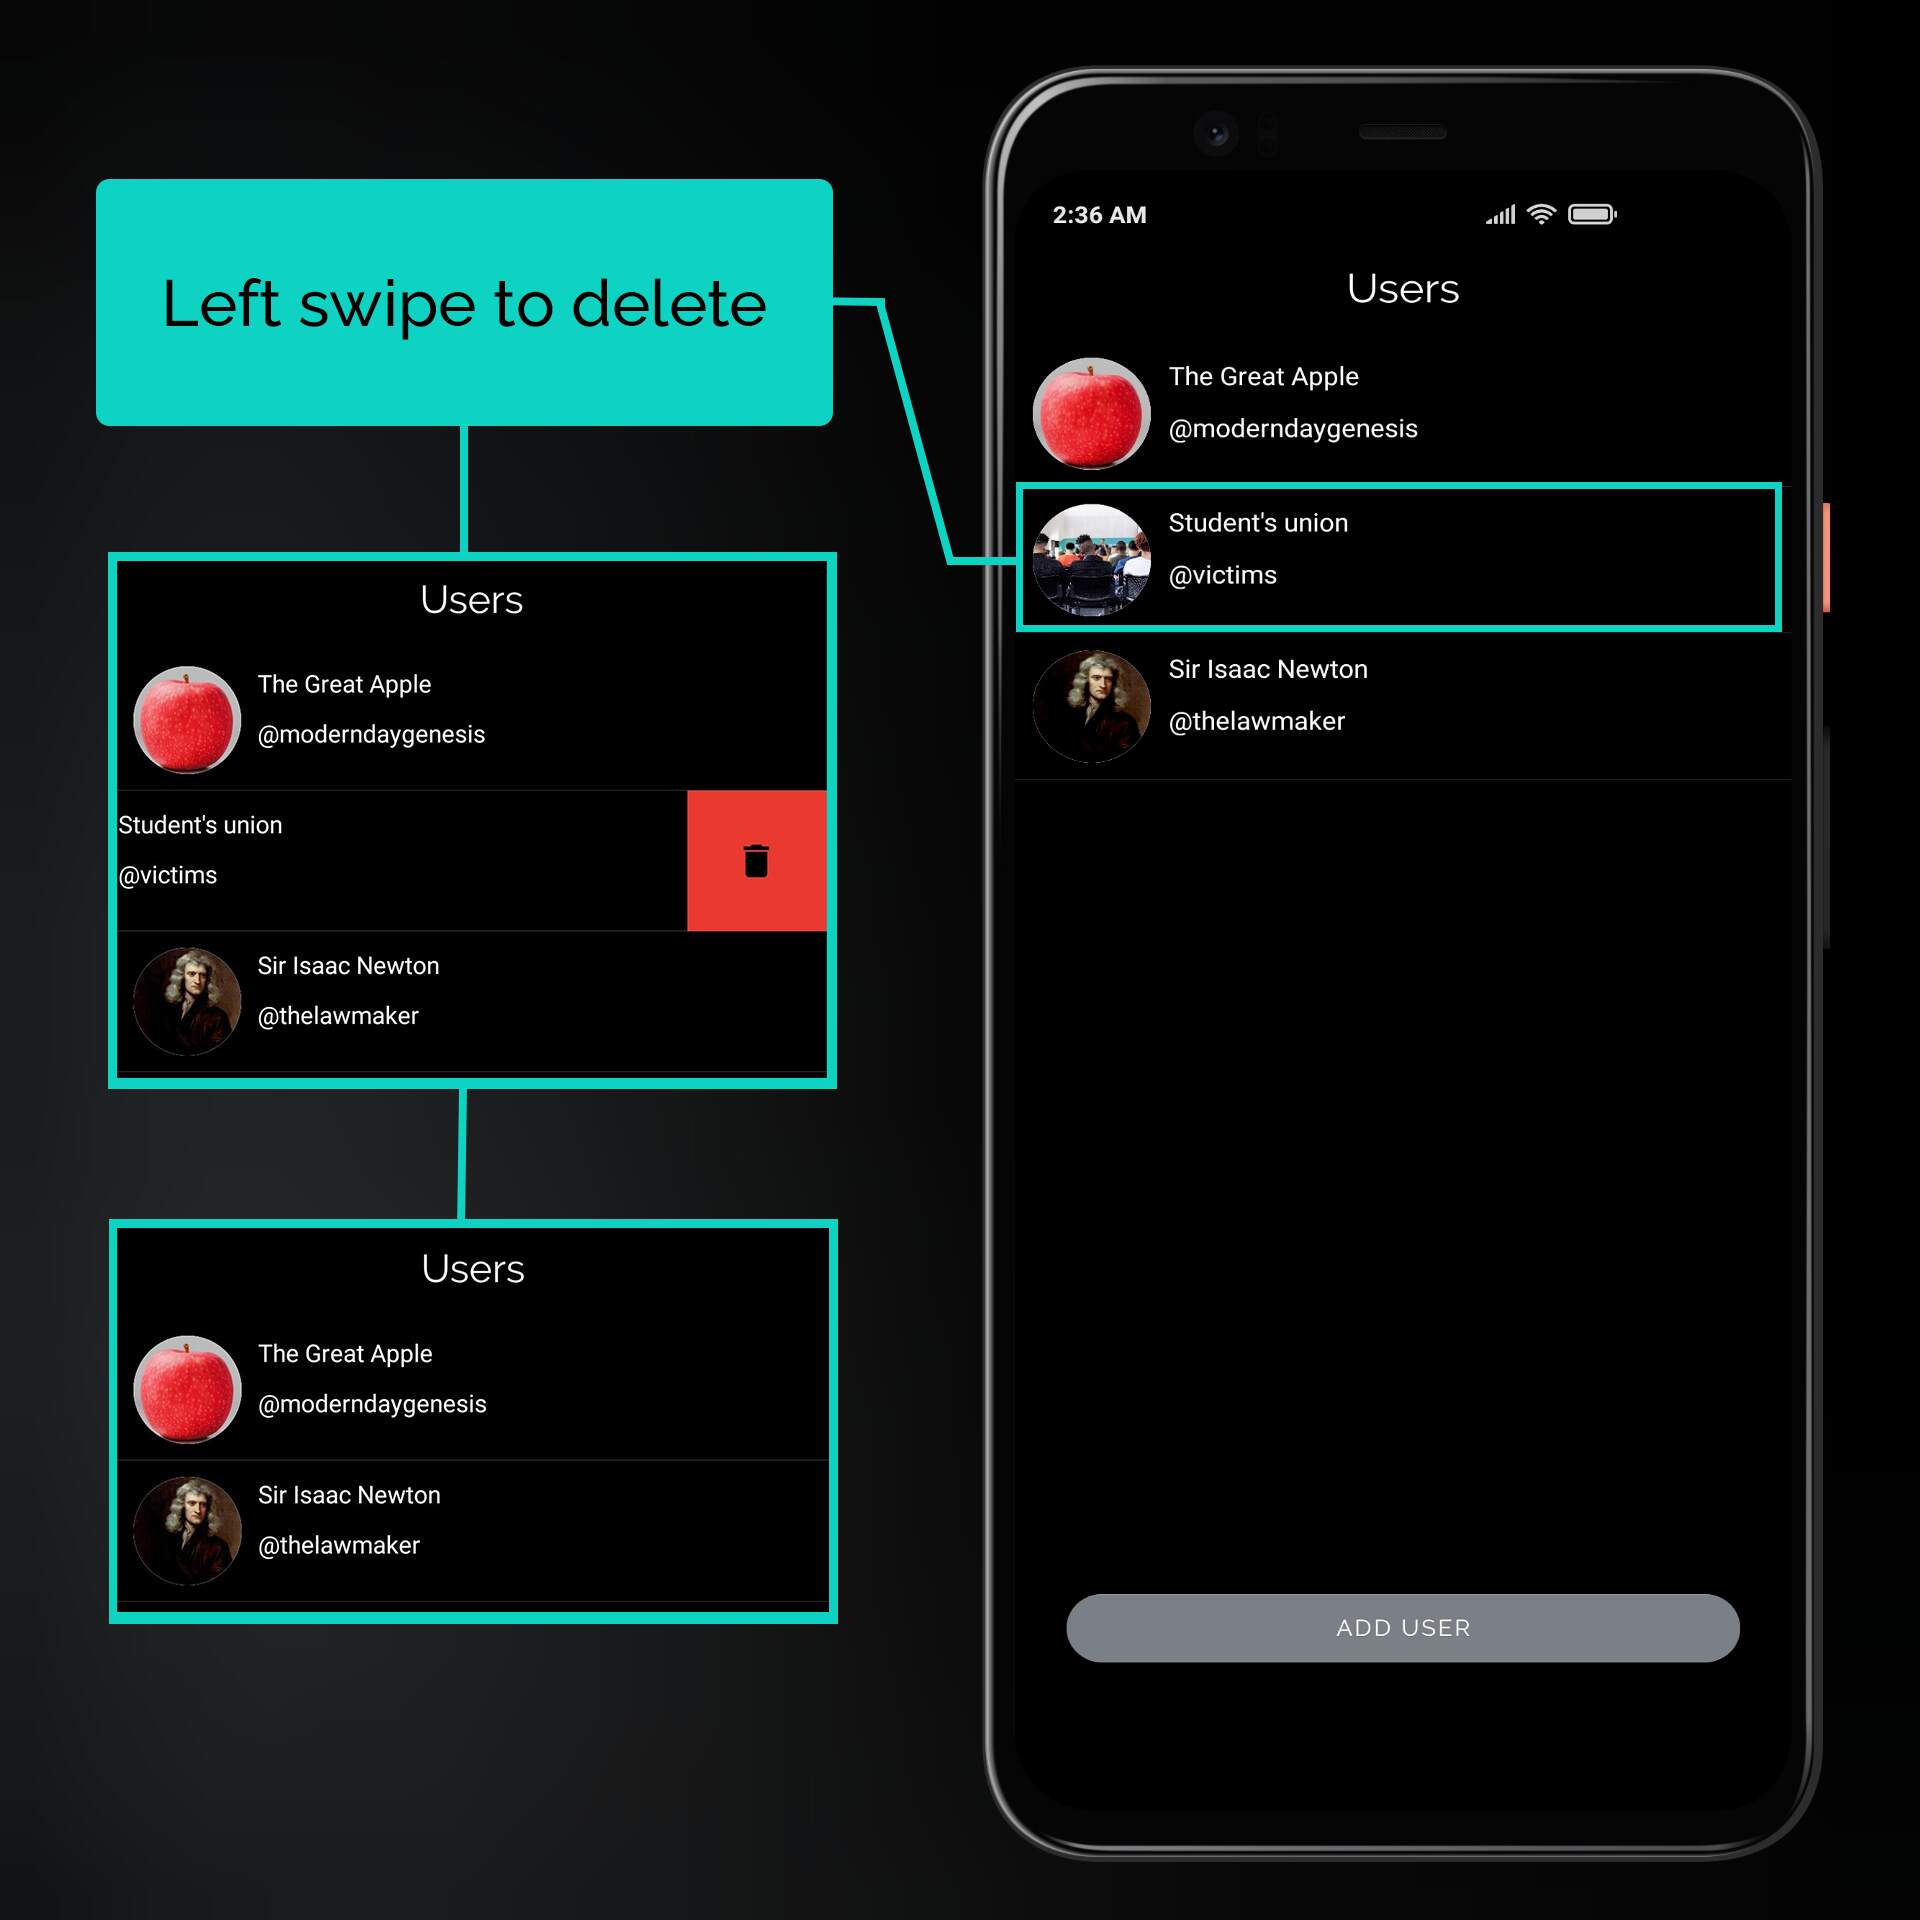 Left swipe to delete
Users
The Great Apple
@moderndaygenesis
Student's union
@victims
Sir Isaac Newton
@thelawmaker
Users
The Great Apple
@moderndaygenesis
Sir Isaac Newton
@thelawmaker
2:36 AM
Users
The Great Apple
@moderndaygenesis
Student's union
@victims
Sir Isaac Newton
@thelawmaker
ADD USER